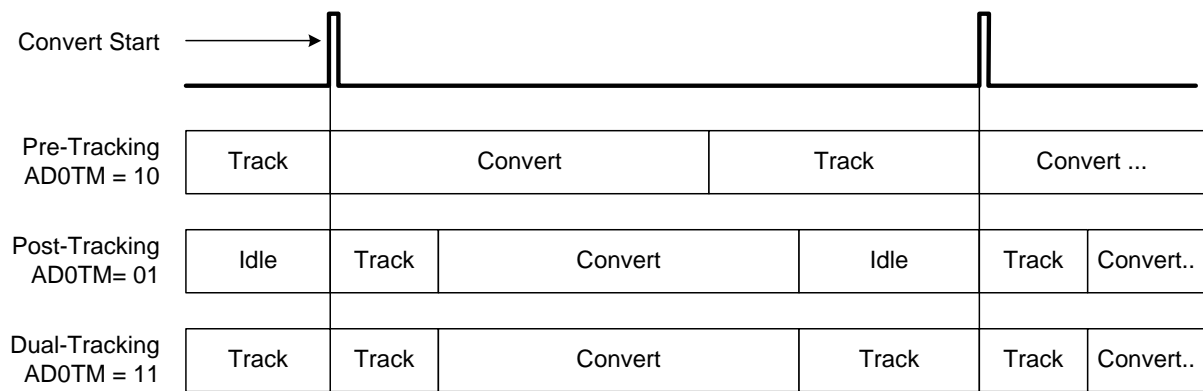 Convert Start
Pre-Tracking
AD0TM = 10
Track Convert Track Convert ...
Post-Tracking
AD0TM= 01
Idle Track Convert Idle Track Convert..
Dual-Tracking
AD0TM = 11
Track Track Convert Track Track Convert..